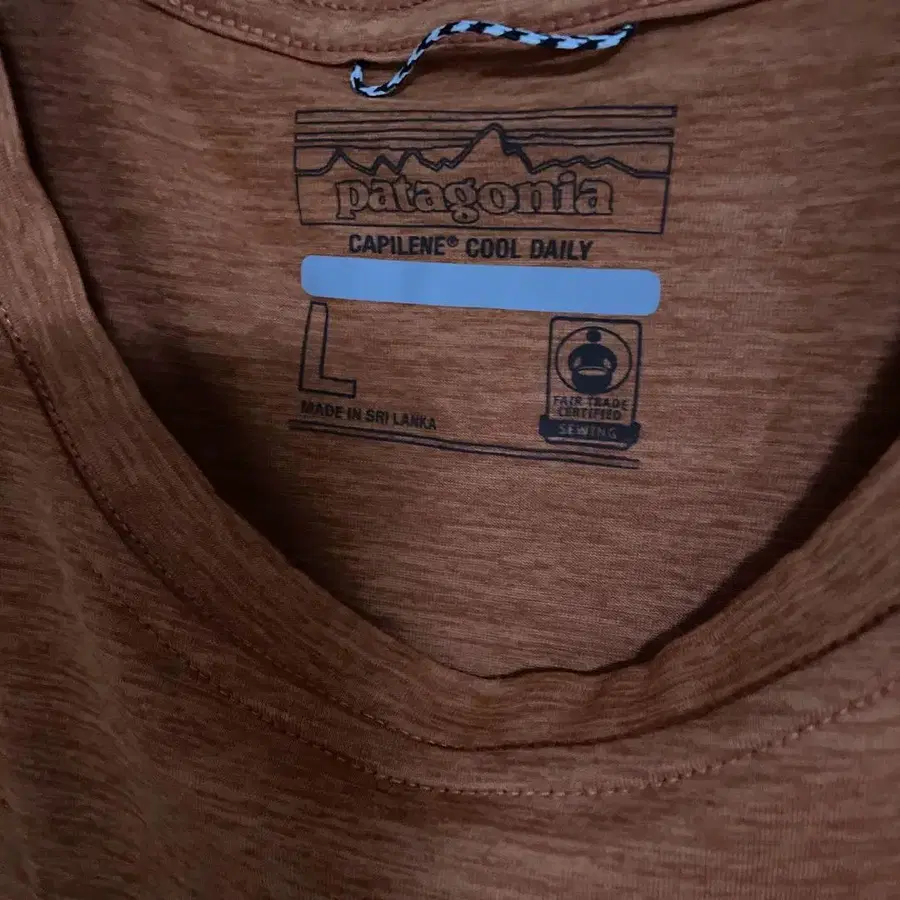 patagonia
CAPILENE® COOL DAILY
L
MADE IN SRI LANKA
FAIR TRADE
CERTIFIED
SEWING